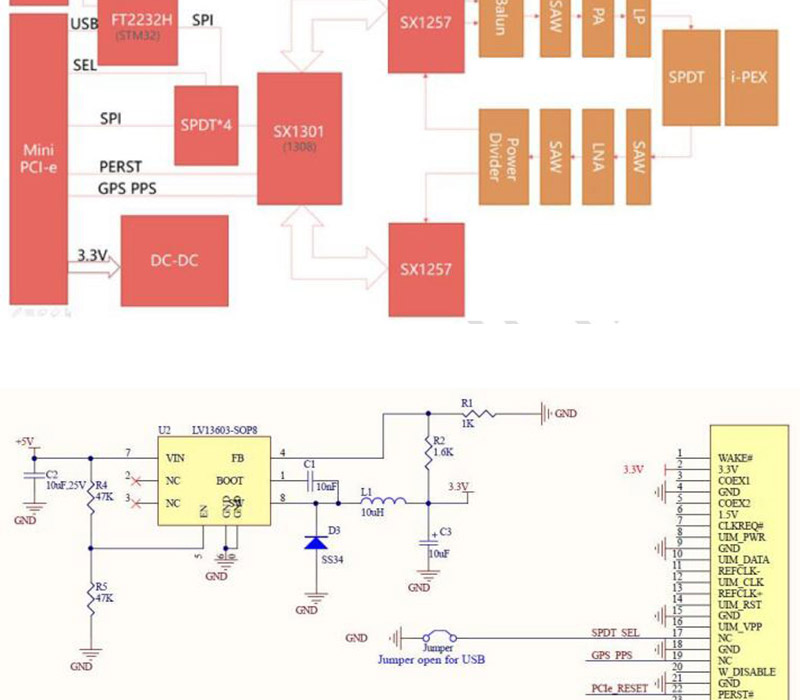 USB
FT2232H
(STM32)
SPI
SX1257
Balun
SAW
PA
LP
SEL
SPDT
i-PEX
SPI
SPDT*4
SX1301
(1308)
Mini
PCI-e
Power
Divider
SAW
LNA
SAW
PERST
GPS PPS
3.3V
DC-DC
SX1257
R1
1K
GND
U2
LV13603-SOP8
+5V
7
VIN
FB
4
R2
1.6K
C2
10uF,25V
R4
47K
2
NC
BOOT
1
C1
10nF
3
NC
8
L1
10uH
3.3V
GND
EN
GND
D3
SS34
C3
10uF
5
GND
GND
GND
R5
47K
GND
GND
Jumper
Jumper open for USB
SPDT_SEL
GPS PPS
PCIe_RESET
3.3V
1
WAKE#
2
3.3V
3
COEX1
4
GND
5
COEX2
6
1.5V
7
CLKREQ#
8
UIM_PWR
9
GND
10
UIM_DATA
11
REFCLK-
12
UIM_CLK
13
REFCLK+
14
UIM_RST
15
GND
16
UIM_VPP
17
NC
18
GND
19
NC
20
W_DISABLE
21
GND
22
PERST#
23